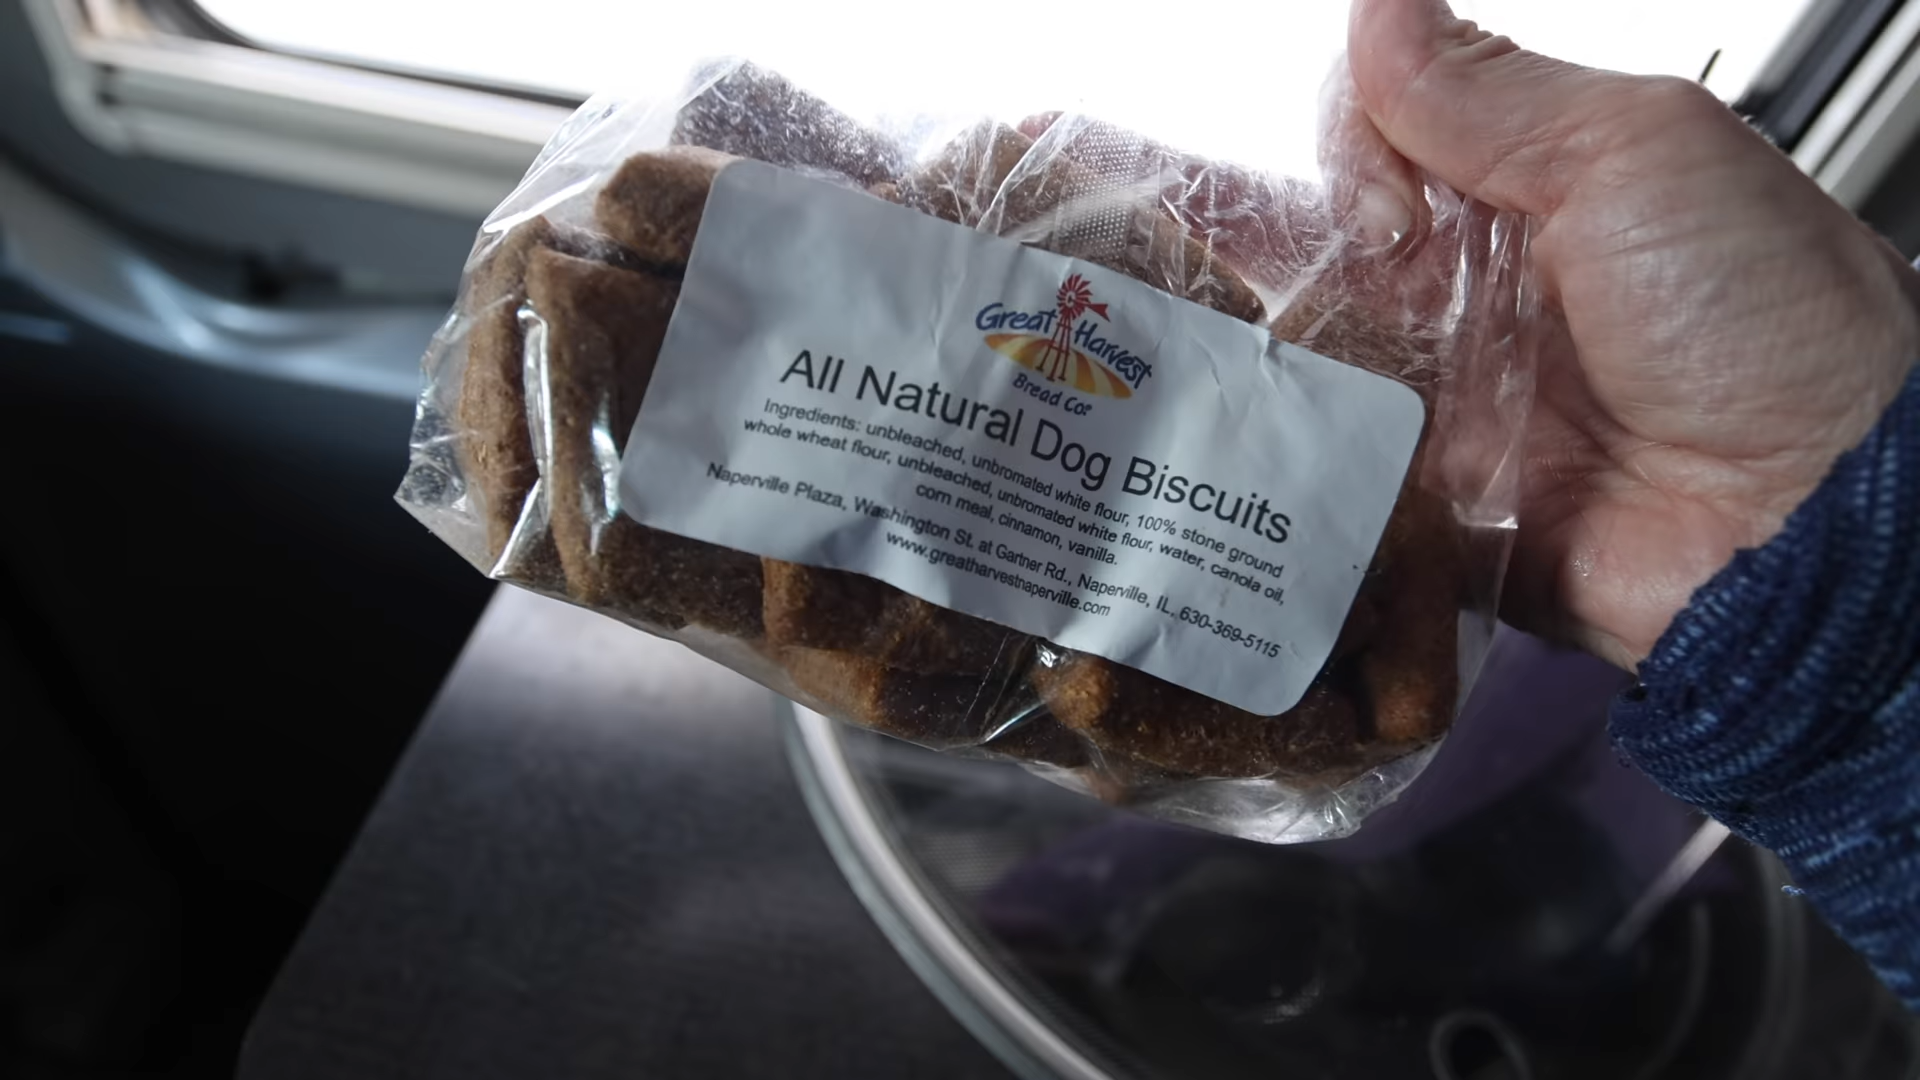 Great Harvest
Bread Co.
All Natural Dog Biscuits
Ingredients: unbleached, unbromated white flour, 100% stone ground
whole wheat flour, unbleached, unbromated white flour, water, canola oil,
corn meal, cinnamon, vanilla.
Naperville Plaza, Washington St. at Gartner Rd., Naperville, IL, 630-369-5115
www.greatharvestnaperville.com